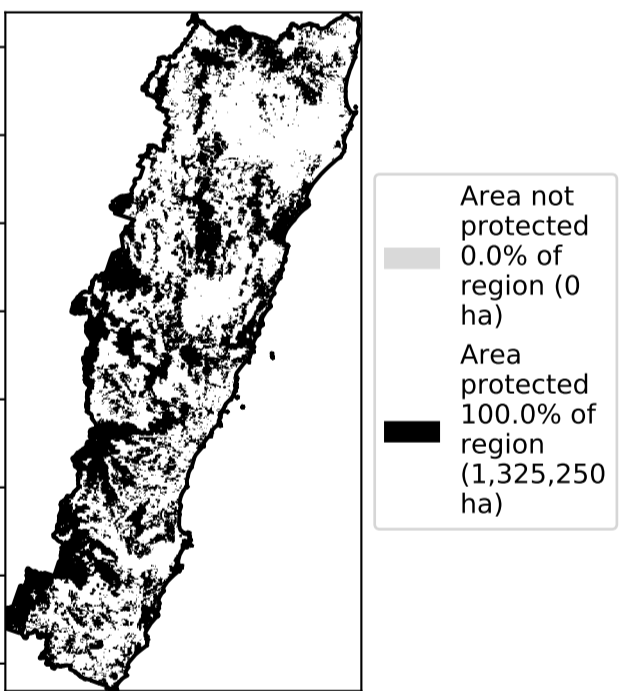 Area not
protected
0.0% of
region (0
ha)
Area
protected
100.0% of
region
(1,325,250
ha)